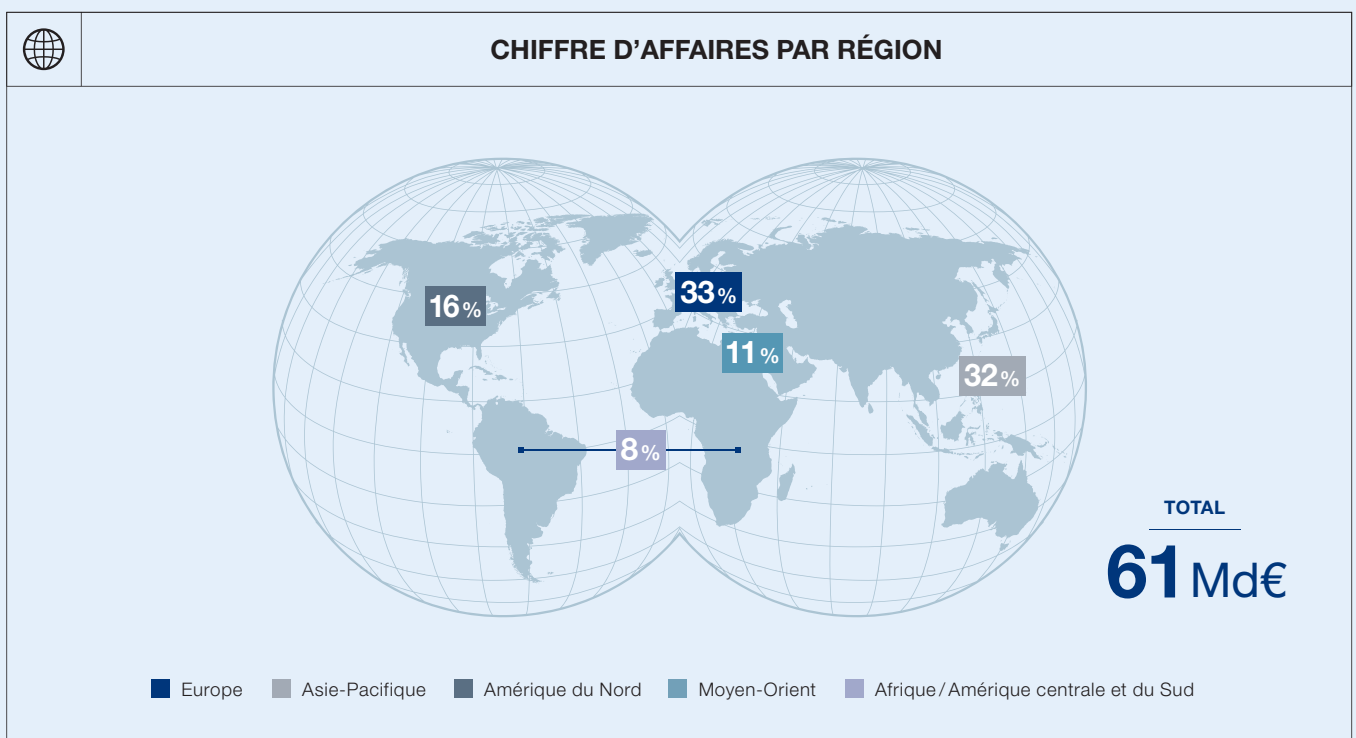 CHIFFRE D’AFFAIRES PAR RÉGION
16 %
33 %
11 %
32 %
8 %
TOTAL
61 Md€
Europe
Asie-Pacifique
Amérique du Nord
Moyen-Orient
Afrique / Amérique centrale et du Sud